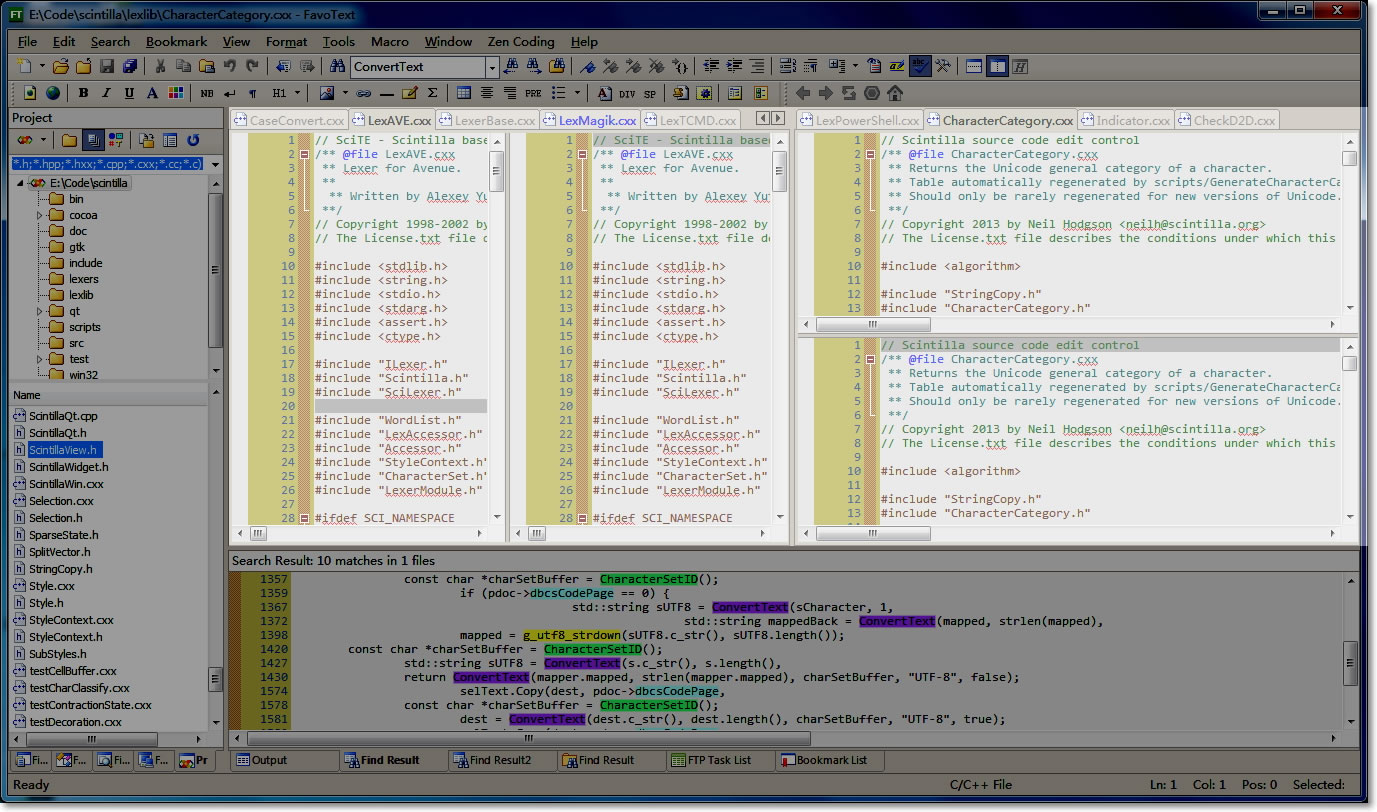 E:\Code\scintilla\lexlib\CharacterCategory.cxx - FavoText
File Edit Search Bookmark View Format Tools Macro Window Zen Coding Help
ConvertText
B I U A NB H1 Σ PRE DIV SP
Project
CaseConvert.cxx LexAVE.cxx LexerBase.cxx LexMagik.cxx LexTCMD.cxx LexPowerShell.cxx CharacterCategory.cxx Indicator.cxx CheckD2D.cxx
*.h;*.hpp;*.hxx;*.cpp;*.cxx;*.cc;*.c)
E:\Code\scintilla
bin
cocoa
doc
gtk
include
lexers
lexlib
qt
scripts
src
test
win32
Name
ScintillaQt.cpp
ScintillaQt.h
ScintillaView.h
ScintillaWidget.h
ScintillaWin.cxx
Selection.cxx
Selection.h
SparseState.h
SplitVector.h
StringCopy.h
Style.cxx
Style.h
StyleContext.cxx
StyleContext.h
SubStyles.h
testCellBuffer.cxx
testCharClassify.cxx
testContractionState.cxx
testDecoration.cxx
Fi... F... Fi... F... Pr
1 // SciTE - Scintilla base
2 /** @file LexAVE.cxx
3 ** Lexer for Avenue.
4 **
5 ** Written by Alexey Yu
6 **/
7 // Copyright 1998-2002 by
8 // The License.txt file
9
10 #include <stdlib.h>
11 #include <string.h>
12 #include <stdio.h>
13 #include <stdarg.h>
14 #include <assert.h>
15 #include <ctype.h>
16
17 #include "ILexer.h"
18 #include "Scintilla.h"
19 #include "SciLexer.h"
20
21 #include "WordList.h"
22 #include "LexAccessor.h"
23 #include "Accessor.h"
24 #include "StyleContext.h"
25 #include "CharacterSet.h"
26 #include "LexerModule.h"
27
28 #ifdef SCI_NAMESPACE
1 // SciTE - Scintilla based
2 /** @file LexAVE.cxx
3 ** Lexer for Avenue.
4 **
5 ** Written by Alexey Yu
6 **/
7 // Copyright 1998-2002 by
8 // The License.txt file de
9
10 #include <stdlib.h>
11 #include <string.h>
12 #include <stdio.h>
13 #include <stdarg.h>
14 #include <assert.h>
15 #include <ctype.h>
16
17 #include "ILexer.h"
18 #include "Scintilla.h"
19 #include "SciLexer.h"
20
21 #include "WordList.h"
22 #include "LexAccessor.h"
23 #include "Accessor.h"
24 #include "StyleContext.h"
25 #include "CharacterSet.h"
26 #include "LexerModule.h"
27
28 #ifdef SCI_NAMESPACE
1 // Scintilla source code edit control
2 /** @file CharacterCategory.cxx
3 ** Returns the Unicode general category of a character.
4 ** Table automatically regenerated by scripts/GenerateCharacterCa
5 ** Should only be rarely regenerated for new versions of Unicode.
6 **/
7 // Copyright 2013 by Neil Hodgson <neilh@scintilla.org>
8 // The License.txt file describes the conditions under which this
9
10 #include <algorithm>
11
12 #include "StringCopy.h"
13 #include "CharacterCategory.h"
1 // Scintilla source code edit control
2 /** @file CharacterCategory.cxx
3 ** Returns the Unicode general category of a character.
4 ** Table automatically regenerated by scripts/GenerateCharacterCa
5 ** Should only be rarely regenerated for new versions of Unicode.
6 **/
7 // Copyright 2013 by Neil Hodgson <neilh@scintilla.org>
8 // The License.txt file describes the conditions under which this
9
10 #include <algorithm>
11
12 #include "StringCopy.h"
13 #include "CharacterCategory.h"
Search Result: 10 matches in 1 files
1357 const char *charSetBuffer = CharacterSetID();
1359 if (pdoc->dbcsCodePage == 0) {
1367 std::string sUTF8 = ConvertText(sCharacter, 1,
1372 std::string mappedBack = ConvertText(mapped, strlen(mapped),
1398 mapped = g_utf8_strdown(sUTF8.c_str(), sUTF8.length());
1420 const char *charSetBuffer = CharacterSetID();
1427 std::string sUTF8 = ConvertText(s.c_str(), s.length(),
1430 return ConvertText(mapper.mapped, strlen(mapper.mapped), charSetBuffer, "UTF-8", false);
1574 selText.Copy(dest, pdoc->dbcsCodePage,
1578 const char *charSetBuffer = CharacterSetID();
1581 dest = ConvertText(dest.c_str(), dest.length(), charSetBuffer, "UTF-8", true);
Output Find Result Find Result2 Find Result FTP Task List Bookmark List
Ready C/C++ File Ln: 1 Col: 1 Pos: 0 Selected: